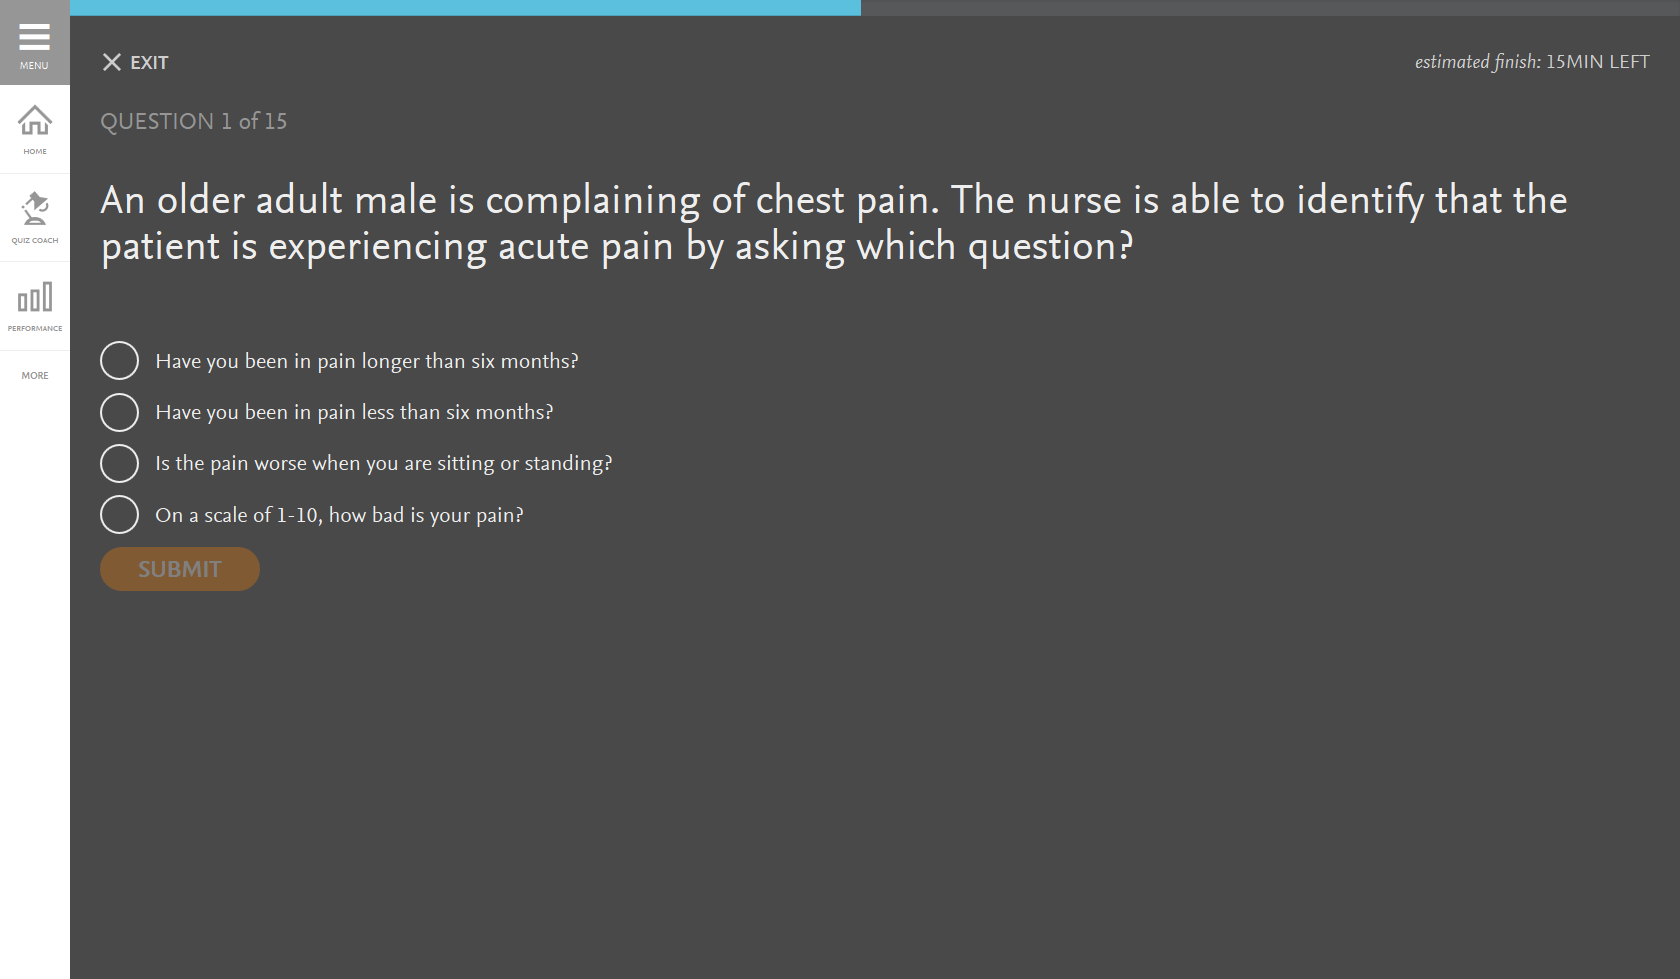 MENU
HOME
QUIZ COACH
PERFORMANCE
MORE
EXIT
estimated finish: 15MIN LEFT
QUESTION 1 of 15
An older adult male is complaining of chest pain. The nurse is able to identify that the
patient is experiencing acute pain by asking which question?
Have you been in pain longer than six months?
Have you been in pain less than six months?
Is the pain worse when you are sitting or standing?
On a scale of 1-10, how bad is your pain?
SUBMIT